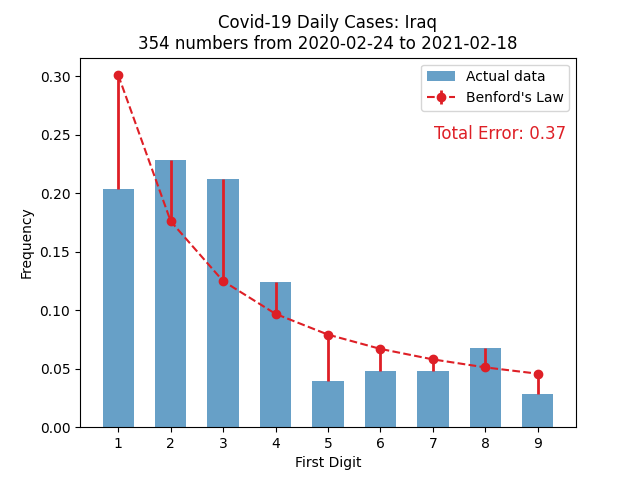 Covid-19 Daily Cases: Iraq
354 numbers from 2020-02-24 to 2021-02-18
Actual data
Benford's Law
Total Error: 0.37
Frequency
0.30
0.25
0.20
0.15
0.10
0.05
0.00
1 2 3 4 5 6 7 8 9
First Digit